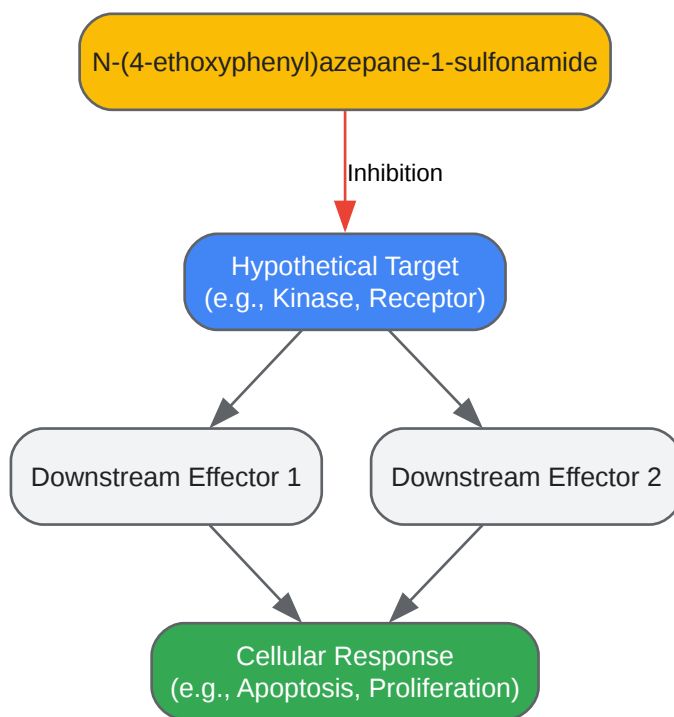 N-(4-ethoxyphenyl)azepane-1-sulfonamide
Inhibition
Hypothetical Target
(e.g., Kinase, Receptor)
Downstream Effector 1
Downstream Effector 2
Cellular Response
(e.g., Apoptosis, Proliferation)